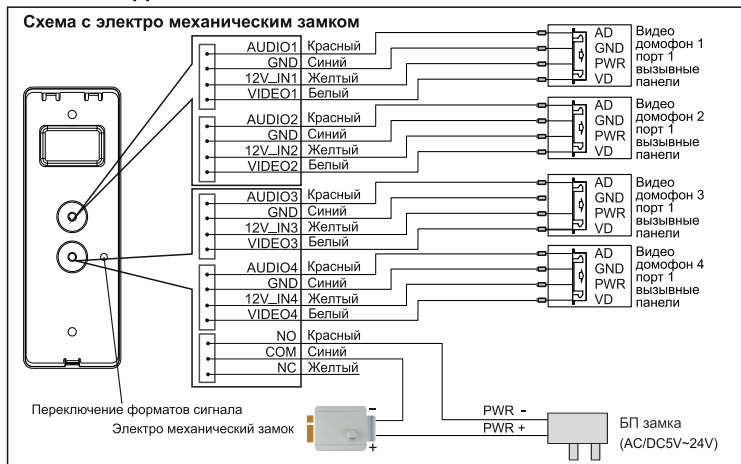 Схема с электро механическим замком
AUDIO1 Красный
GND Синий
12V_IN1 Желтый
VIDEO1 Белый
AD
GND
PWR
VD
Видео
домофон 1
порт 1
вызывные
панели
AUDIO2 Красный
GND Синий
12V_IN2 Желтый
VIDEO2 Белый
AD
GND
PWR
VD
Видео
домофон 2
порт 1
вызывные
панели
AUDIO3 Красный
GND Синий
12V_IN3 Желтый
VIDEO3 Белый
AD
GND
PWR
VD
Видео
домофон 3
порт 1
вызывные
панели
AUDIO4 Красный
GND Синий
12V_IN4 Желтый
VIDEO4 Белый
AD
GND
PWR
VD
Видео
домофон 4
порт 1
вызывные
панели
NO Красный
COM Синий
NC Желтый
Переключение форматов сигнала
Электро механический замок
-
+
PWR -
PWR +
БП замка
(AC/DC5V~24V)